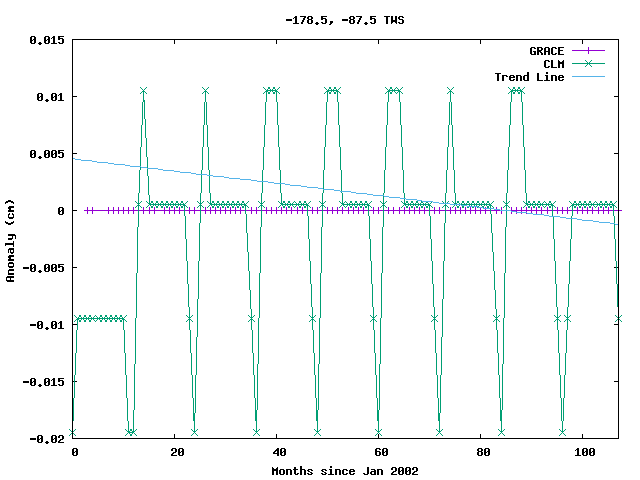 -178.5, -87.5 TWS
0.015
0.01
0.005
0
-0.005
-0.01
-0.015
-0.02
Anomaly (cm)
GRACE
CLM
Trend Line
0 20 40 60 80 100
Months since Jan 2002